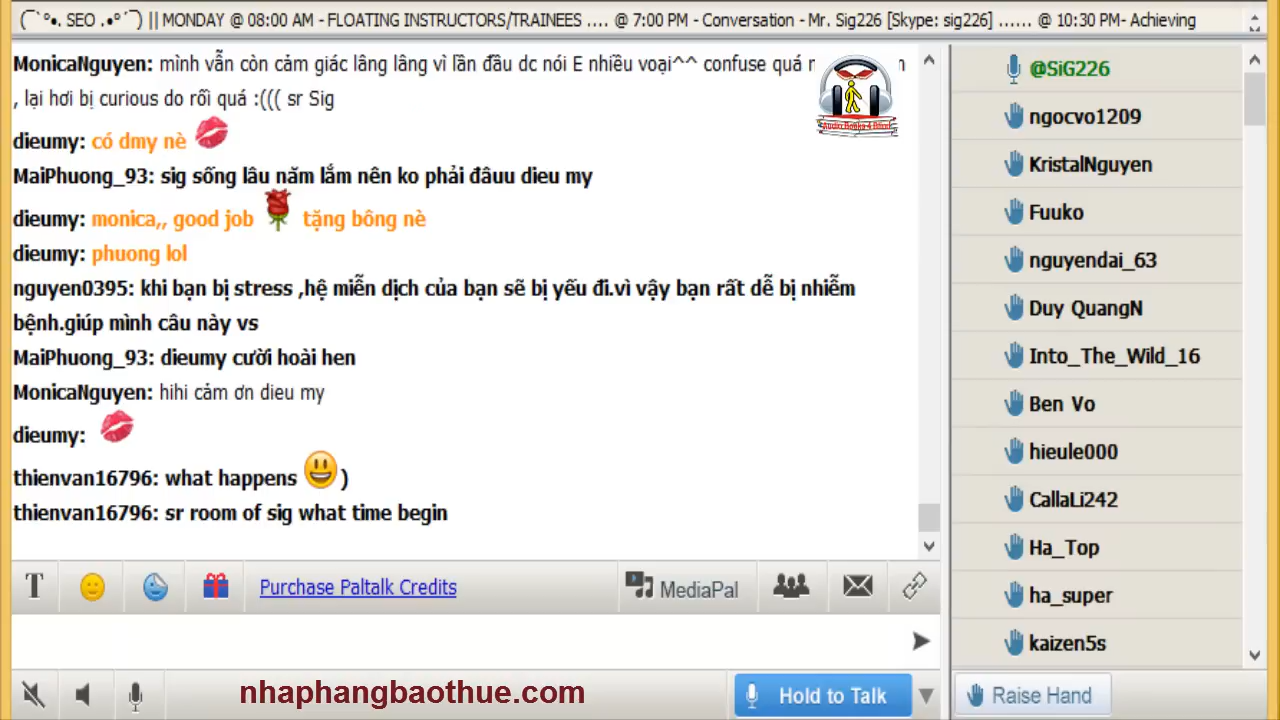 (¯`°•. SEO .•°´¯) || MONDAY @ 08:00 AM - FLOATING INSTRUCTORS/TRAINEES .... @ 7:00 PM - Conversation - Mr. Sig226 [Skype: sig226] ...... @ 10:30 PM- Achieving
MonicaNguyen: mình vẫn còn cảm giác lâng lâng vì lần đầu dc nói E nhiều voại^^ confuse quá
, lại hơi bị curious do rối quá :((( sr Sig
dieumy: có dmy nè
MaiPhuong_93: sig sống lâu năm lắm nên ko phải đâuu dieu my
dieumy: monica,, good job tặng bông nè
dieumy: phuong lol
nguyen0395: khi bạn bị stress ,hệ miễn dịch của bạn sẽ bị yếu đi.vì vậy bạn rất dễ bị nhiễm
bệnh.giúp mình câu này vs
MaiPhuong_93: dieumy cười hoài hen
MonicaNguyen: hihi cảm ơn dieu my
dieumy:
thienvan16796: what happens )
thienvan16796: sr room of sig what time begin
T
Purchase Paltalk Credits
MediaPal
nhaphangbaothue.com
Hold to Talk
@SiG226
ngocvo1209
KristalNguyen
Fuuko
nguyendai_63
Duy QuangN
Into_The_Wild_16
Ben Vo
hieule000
CallaLi242
Ha_Top
ha_super
kaizen5s
Raise Hand